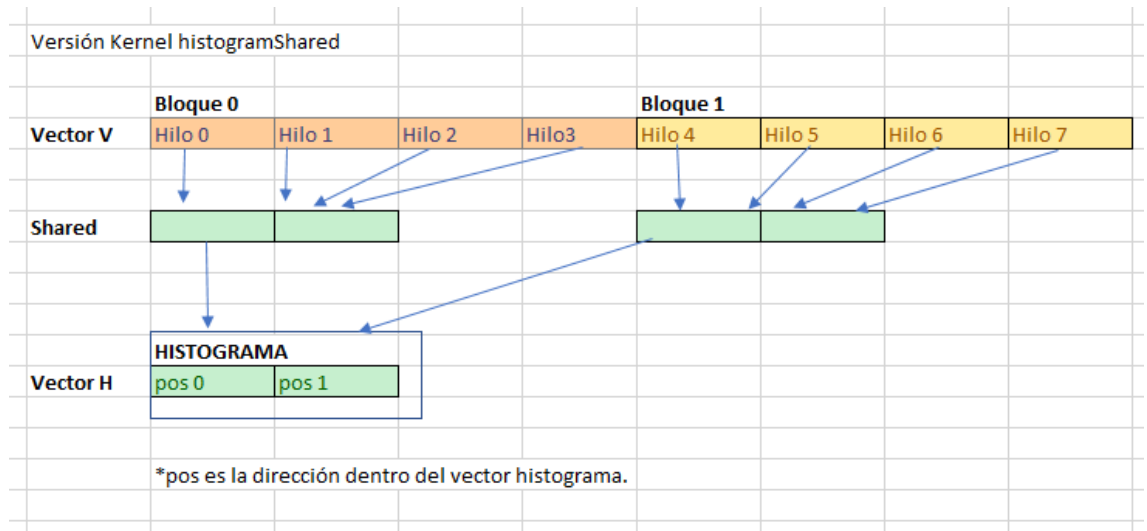 Versión Kernel histogramShared
Bloque 0 Bloque 1
Vector V Hilo 0 Hilo 1 Hilo 2 Hilo3 Hilo 4 Hilo 5 Hilo 6 Hilo 7
Shared
HISTOGRAMA
Vector H pos 0 pos 1
*pos es la dirección dentro del vector histograma.